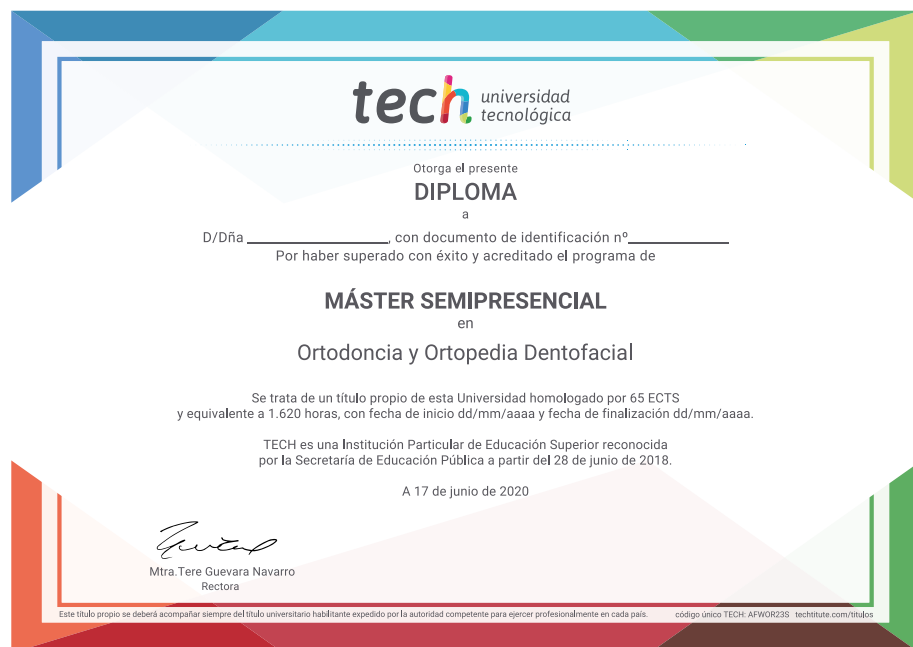 tech universidad
tecnológica
Otorga el presente
DIPLOMA
a
D/Dña ____________________, con documento de identificación nº______________
Por haber superado con éxito y acreditado el programa de
MÁSTER SEMIPRESENCIAL
en
Ortodoncia y Ortopedia Dentofacial
Se trata de un título propio de esta Universidad homologado por 65 ECTS
y equivalente a 1.620 horas, con fecha de inicio dd/mm/aaaa y fecha de finalización dd/mm/aaaa.
TECH es una Institución Particular de Educación Superior reconocida
por la Secretaría de Educación Pública a partir del 28 de junio de 2018.
A 17 de junio de 2020
Mtra.Tere Guevara Navarro
Rectora
Este título propio se deberá acompañar siempre del título universitario habilitante expedido por la autoridad competente para ejercer profesionalmente en cada país. código único TECH: AFWOR23S techtitute.com/titulos